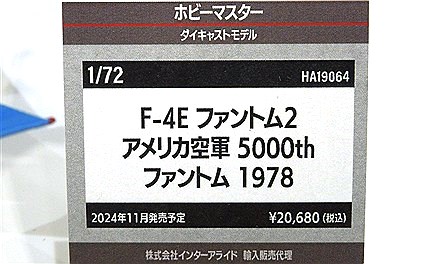 ホビーマスター
ダイキャストモデル
1/72 HA19064
F-4E ファントム2
アメリカ空軍 5000th
ファントム 1978
2024年11月発売予定 ¥20,680 (税込)
株式会社インターアライド 輸入販売代理